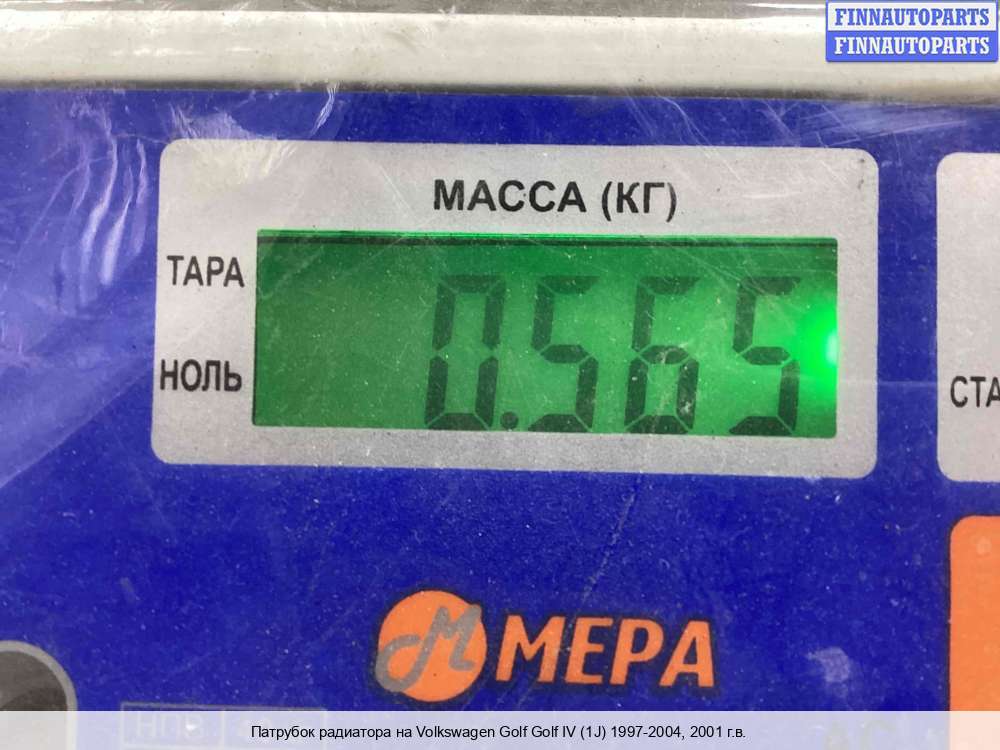 FINNAUTOPARTS
FINNAUTOPARTS
МАССА (КГ)
ТАРА
0.565
НОЛЬ
СТА
МЕРА
НПВ
Патрубок радиатора на Volkswagen Golf Golf IV (1J) 1997-2004, 2001 г.в.